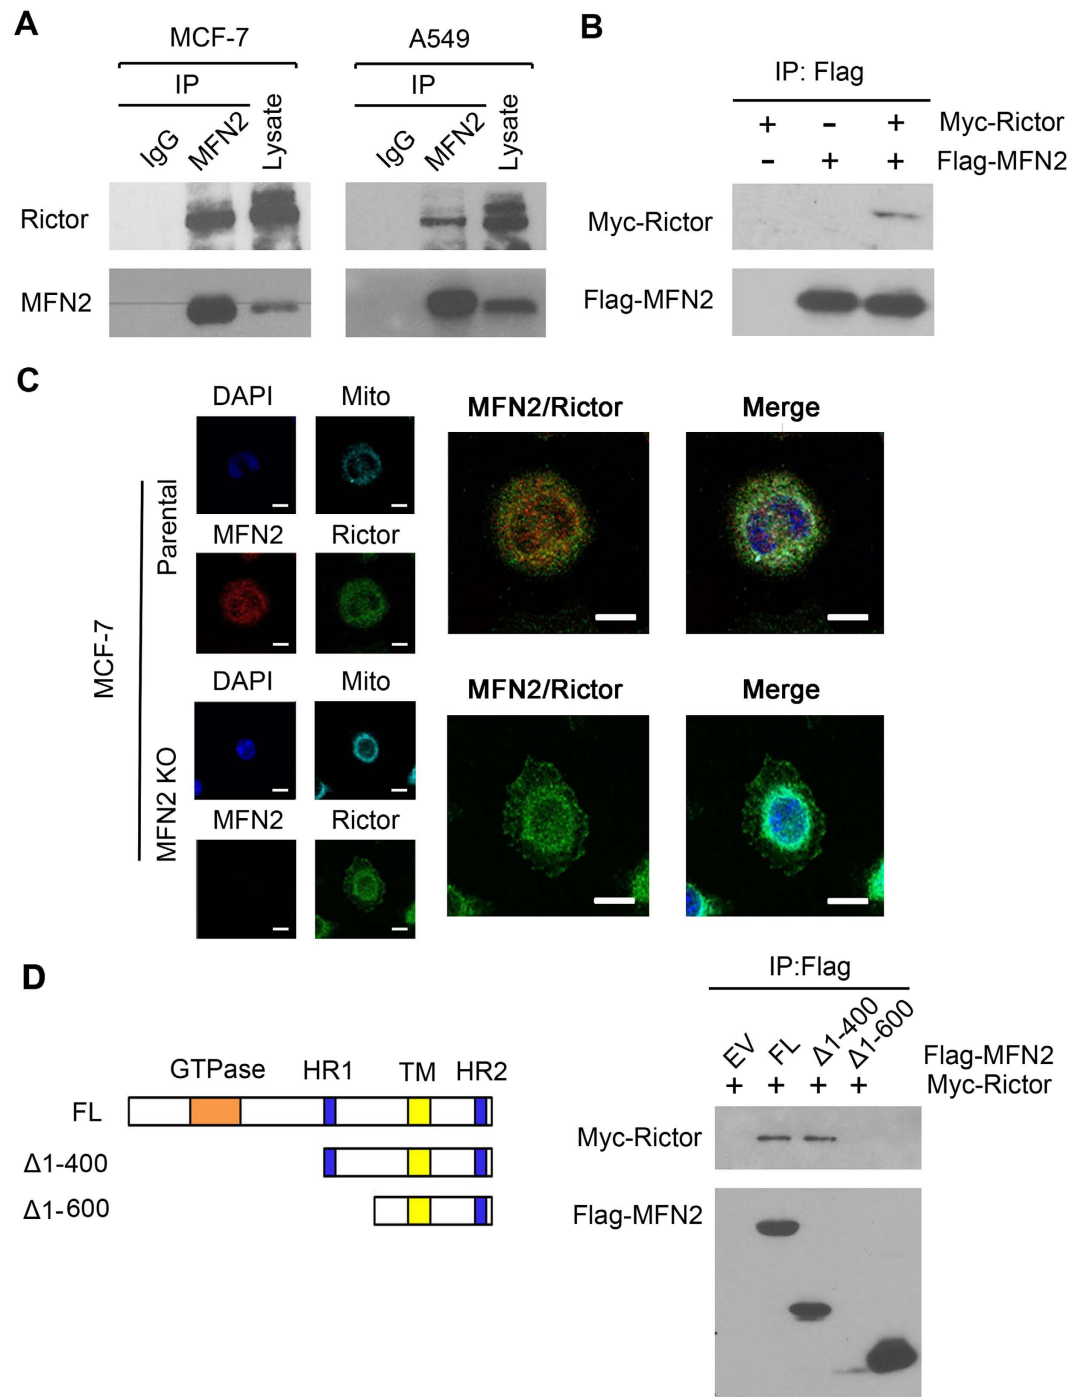 A
MCF-7
A549
IP
IP
IgG
MFN2
Lysate
IgG
MFN2
Lysate
Rictor
MFN2
B
IP: Flag
+ - + Myc-Rictor
- + + Flag-MFN2
Myc-Rictor
Flag-MFN2
C
DAPI Mito
MFN2/Rictor Merge
Parental
MFN2 Rictor
MCF-7
DAPI Mito
MFN2/Rictor Merge
MFN2 KO
MFN2 Rictor
D
GTPase HR1 TM HR2
FL
Δ1-400
Δ1-600
IP:Flag
EV FL Δ1-400 Δ1-600 Flag-MFN2
+ + + + Myc-Rictor
Myc-Rictor
Flag-MFN2